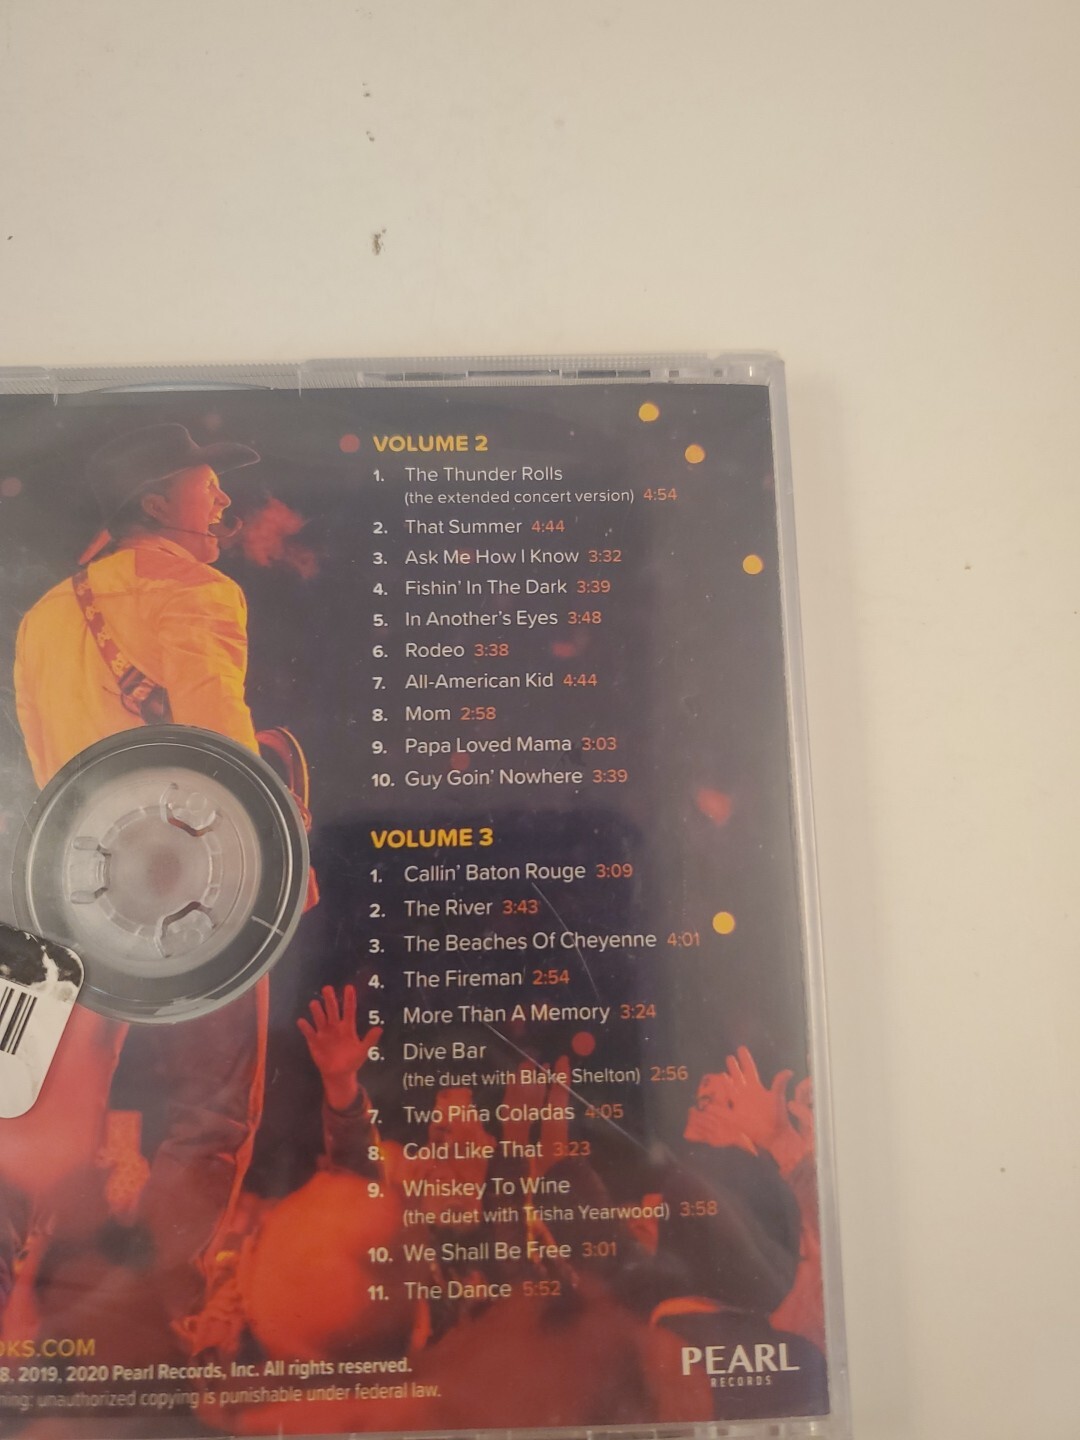 VOLUME 2
1. The Thunder Rolls
(the extended concert version) 4:54
2. That Summer 4:44
3. Ask Me How I Know 3:32
4. Fishin' In The Dark 3:39
5. In Another's Eyes 3:48
6. Rodeo 3:38
7. All-American Kid 4:44
8. Mom 2:58
9. Papa Loved Mama 3:03
10. Guy Goin' Nowhere 3:39
VOLUME 3
1. Callin' Baton Rouge 3:09
2. The River 3:43
3. The Beaches Of Cheyenne 4:01
4. The Fireman 2:54
5. More Than A Memory 3:24
6. Dive Bar
(the duet with Blake Shelton) 2:56
7. Two Piña Coladas 4:05
8. Cold Like That 3:23
9. Whiskey To Wine
(the duet with Trisha Yearwood) 3:58
10. We Shall Be Free 3:01
11. The Dance 5:52
OKS.COM
8, 2019, 2020 Pearl Records, Inc. All rights reserved.
ning: unauthorized copying is punishable under federal law.
PEARL
RECORDS